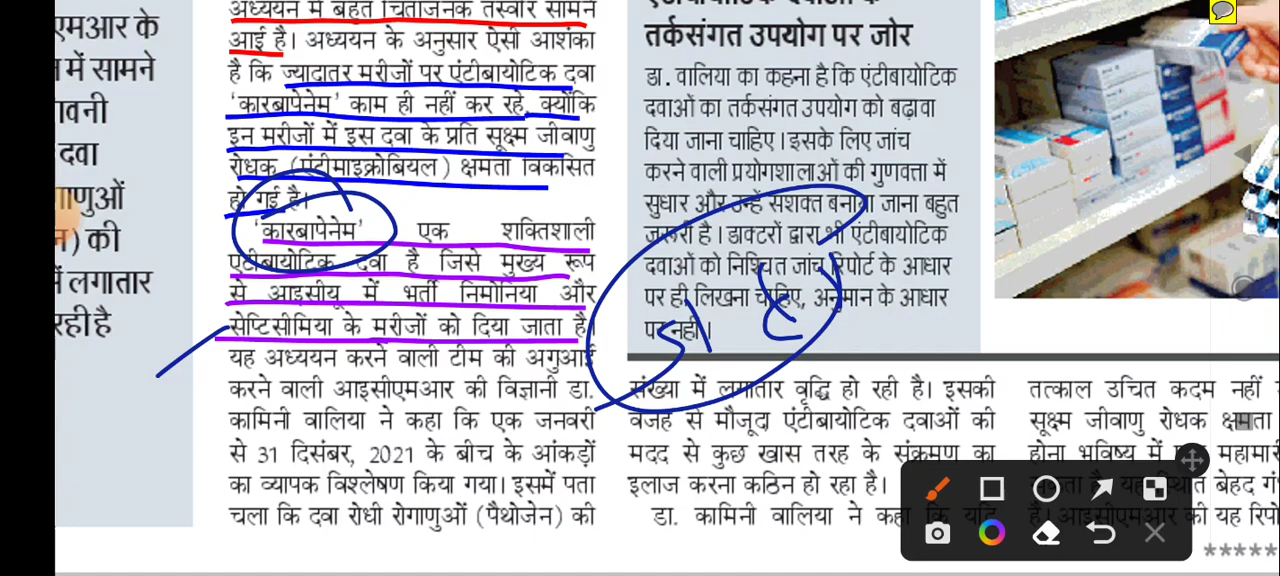 एमआर के
में सामने
दवा
की
लगातार
रही है
अध्ययन में बहुत चिंताजनक तस्वीर सामने
आई है। अध्ययन के अनुसार ऐसी आशंका
है कि ज्यादातर मरीजों पर एंटीबायोटिक दवा
'कारबापेनेम' काम ही नहीं कर रहे, क्योंकि
इन मरीजों में इस दवा के प्रति सूक्ष्म जीवाणु
रोधक (एंटीमाइक्रोबियल) क्षमता विकसित
हो गई है।
'कारबापेनेम' एक शक्तिशाली
एंटीबायोटिक दवा है जिसे मुख्य रूप
से आइसीयू में भर्ती निमोनिया और
सेप्टिसीमिया के मरीजों को दिया जाता है।
यह अध्ययन करने वाली टीम की अगुआई
करने वाली आइसीएमआर की विज्ञानी डा.
कामिनी वालिया ने कहा कि एक जनवरी
से 31 दिसंबर, 2021 के बीच के आंकड़ों
का व्यापक विश्लेषण किया गया। इसमें पता
चला कि दवा रोधी रोगाणुओं (पैथोजेन) की
तर्कसंगत उपयोग पर जोर
डा. वालिया का कहना है कि एंटीबायोटिक
दवाओं का तर्कसंगत उपयोग को बढ़ावा
दिया जाना चाहिए। इसके लिए जांच
करने वाली प्रयोगशालाओं की गुणवत्ता में
सुधार और उन्हें सशक्त बनाया जाना बहुत
जरूरी है। डाक्टरों द्वारा भी एंटीबायोटिक
दवाओं को निश्चित जांच रिपोर्ट के आधार
पर ही लिखना चाहिए, अनुमान के आधार
पर नहीं।
संख्या में लगातार वृद्धि हो रही है। इसकी
वजह से मौजूदा एंटीबायोटिक दवाओं की
मदद से कुछ खास तरह के संक्रमण का
इलाज करना कठिन हो रहा है।
डा. कामिनी वालिया ने कहा कि यदि
तत्काल उचित कदम नहीं
सूक्ष्म जीवाणु रोधक क्षमता
होना भविष्य में महामारी
बेहद
है। आइसीएमआर की यह
*****